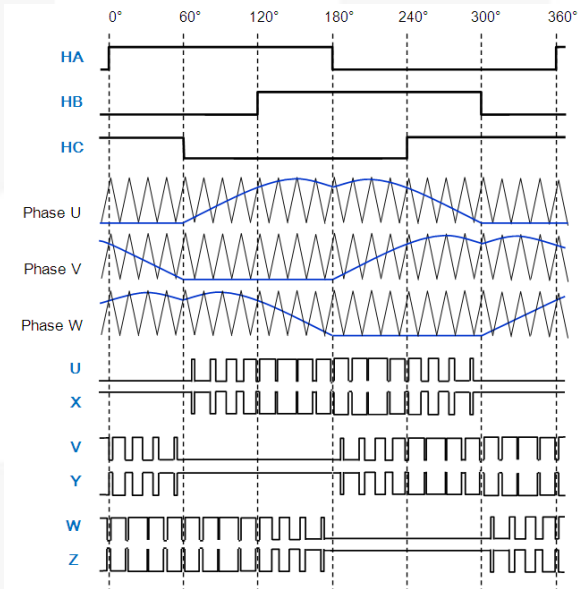 0° 60° 120° 180° 240° 300° 360°
HA
HB
HC
Phase U
Phase V
Phase W
U
X
V
Y
W
Z